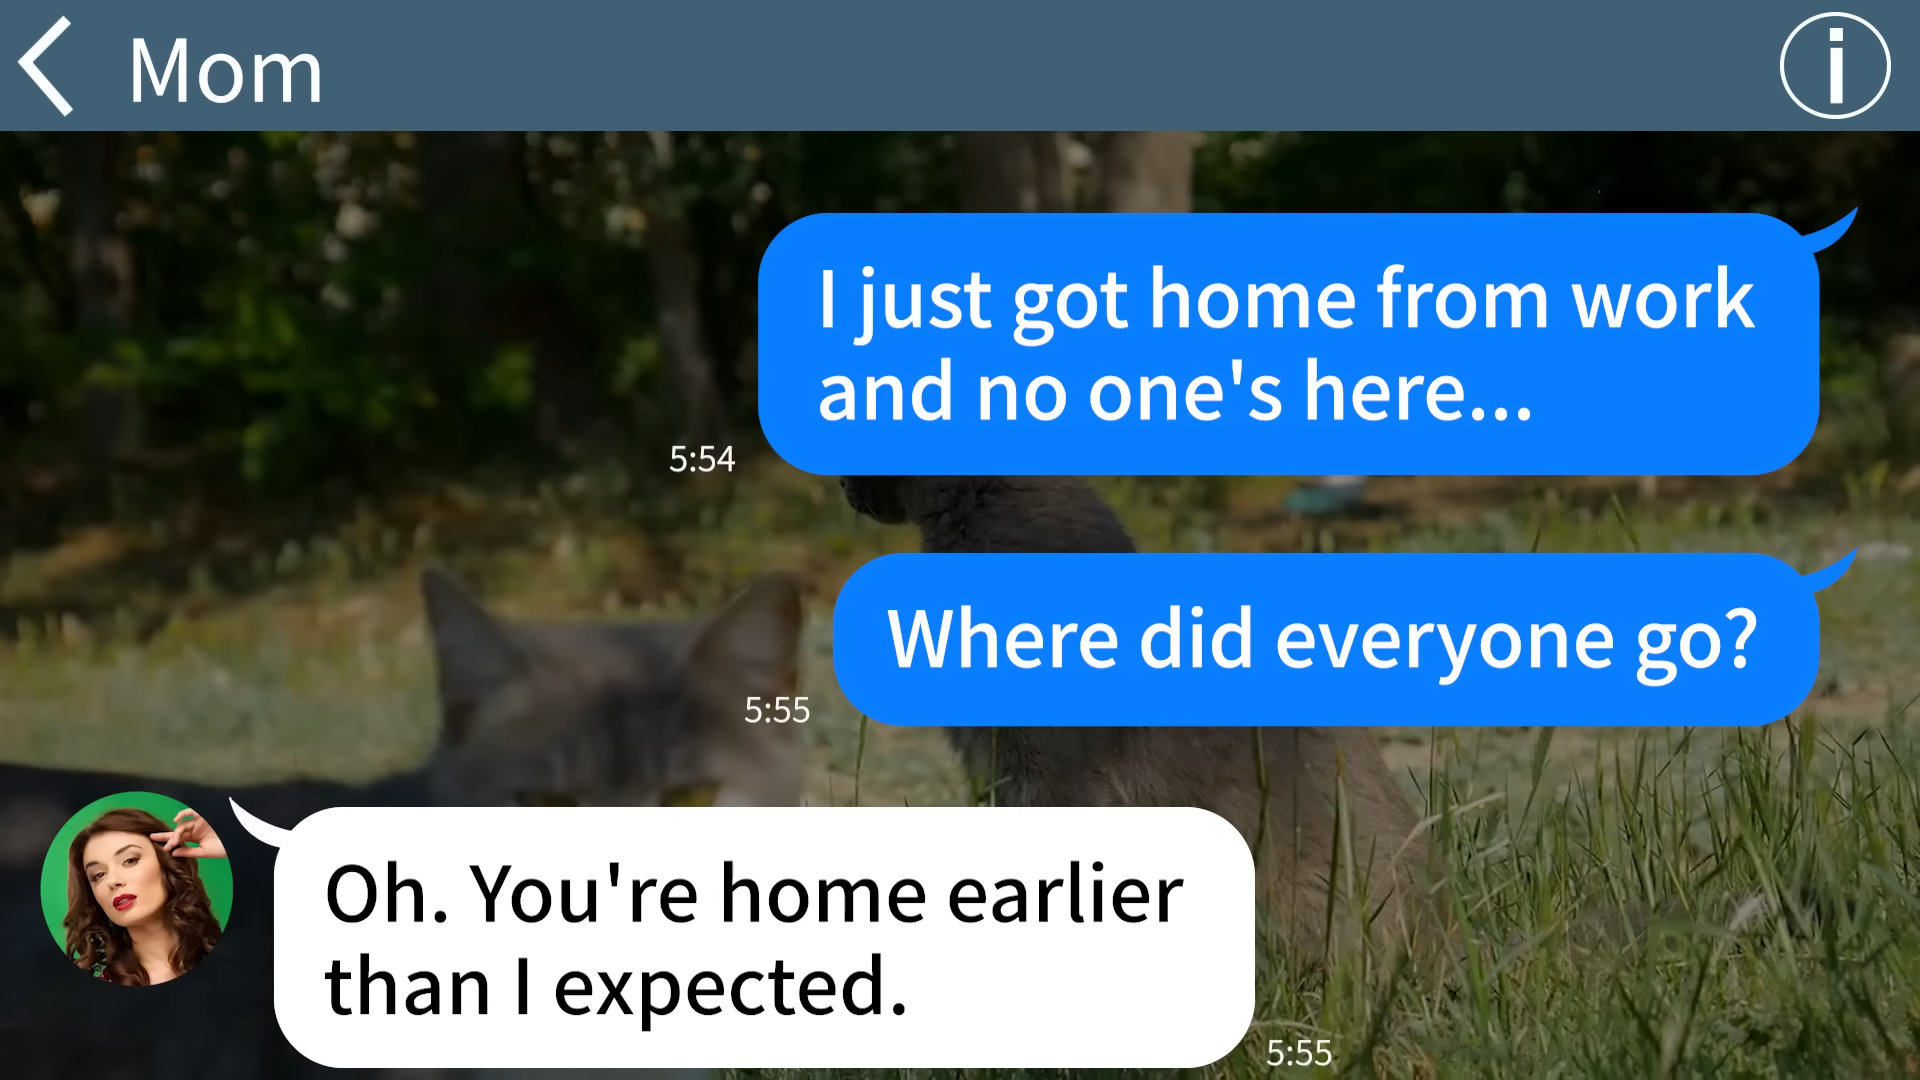 Mom
I just got home from work
and no one's here...
5:54
Where did everyone go?
5:55
Oh. You're home earlier
than I expected.
5:55